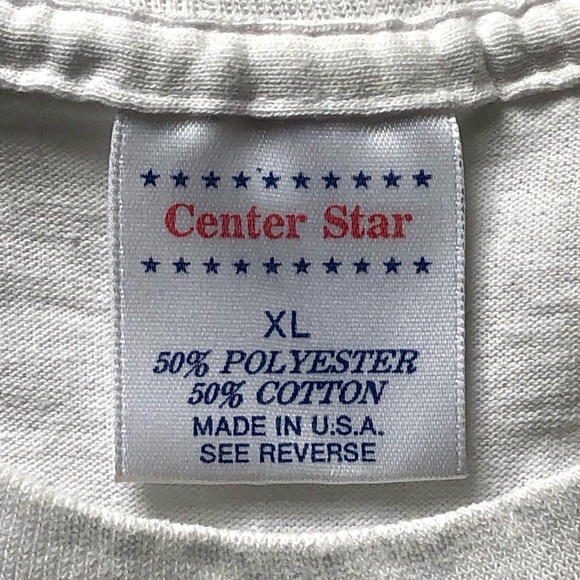 Center Star
XL
50% POLYESTER
50% COTTON
MADE IN U.S.A.
SEE REVERSE